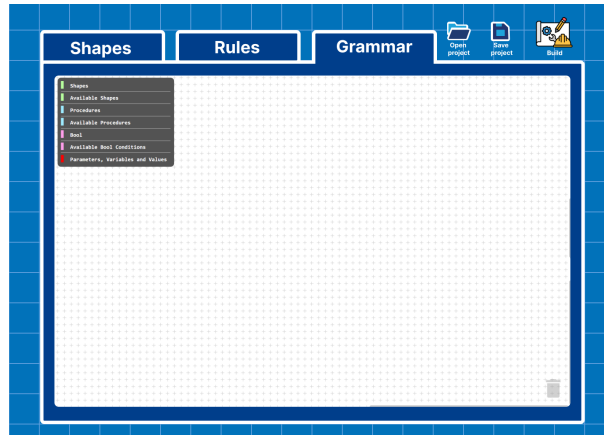 Shapes
Rules
Grammar
Open
project
Save
project
Build
Shapes
Available Shapes
Procedures
Available Procedures
Bool
Available Bool Conditions
Parameters, Variables and Values